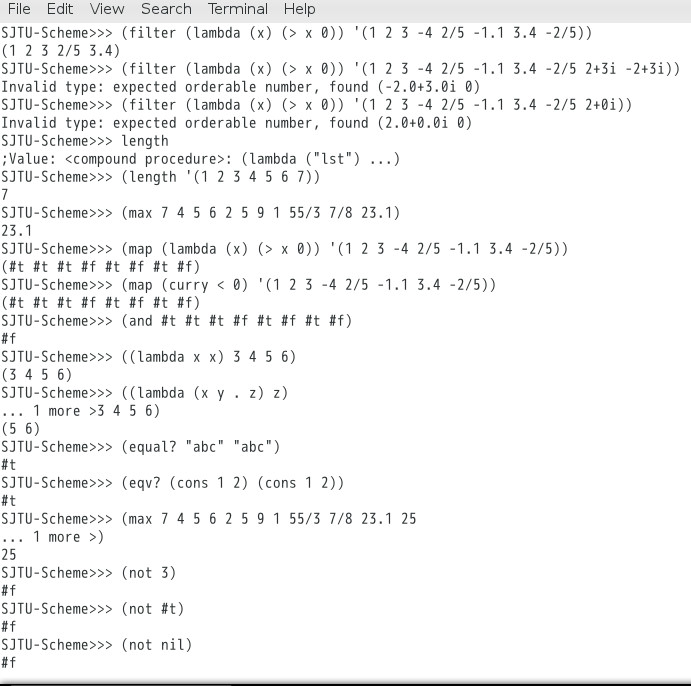 File Edit View Search Terminal Help
SJTU-Scheme>>> (filter (lambda (x) (> x 0)) '(1 2 3 -4 2/5 -1.1 3.4 -2/5))
(1 2 3 2/5 3.4)
SJTU-Scheme>>> (filter (lambda (x) (> x 0)) '(1 2 3 -4 2/5 -1.1 3.4 -2/5 2+3i -2+3i))
Invalid type: expected orderable number, found (-2.0+3.0i 0)
SJTU-Scheme>>> (filter (lambda (x) (> x 0)) '(1 2 3 -4 2/5 -1.1 3.4 -2/5 2+0i))
Invalid type: expected orderable number, found (2.0+0.0i 0)
SJTU-Scheme>>> length
;Value: <compound procedure>: (lambda ("lst") ...)
SJTU-Scheme>>> (length '(1 2 3 4 5 6 7))
7
SJTU-Scheme>>> (max 7 4 5 6 2 5 9 1 55/3 7/8 23.1)
23.1
SJTU-Scheme>>> (map (lambda (x) (> x 0)) '(1 2 3 -4 2/5 -1.1 3.4 -2/5))
(#t #t #t #f #t #f #t #f)
SJTU-Scheme>>> (map (curry < 0) '(1 2 3 -4 2/5 -1.1 3.4 -2/5))
(#t #t #t #f #t #f #t #f)
SJTU-Scheme>>> (and #t #t #t #f #t #f #t #f)
#f
SJTU-Scheme>>> ((lambda x x) 3 4 5 6)
(3 4 5 6)
SJTU-Scheme>>> ((lambda (x y . z) z)
... 1 more >3 4 5 6)
(5 6)
SJTU-Scheme>>> (equal? "abc" "abc")
#t
SJTU-Scheme>>> (eqv? (cons 1 2) (cons 1 2))
#t
SJTU-Scheme>>> (max 7 4 5 6 2 5 9 1 55/3 7/8 23.1 25
... 1 more >)
25
SJTU-Scheme>>> (not 3)
#f
SJTU-Scheme>>> (not #t)
#f
SJTU-Scheme>>> (not nil)
#f